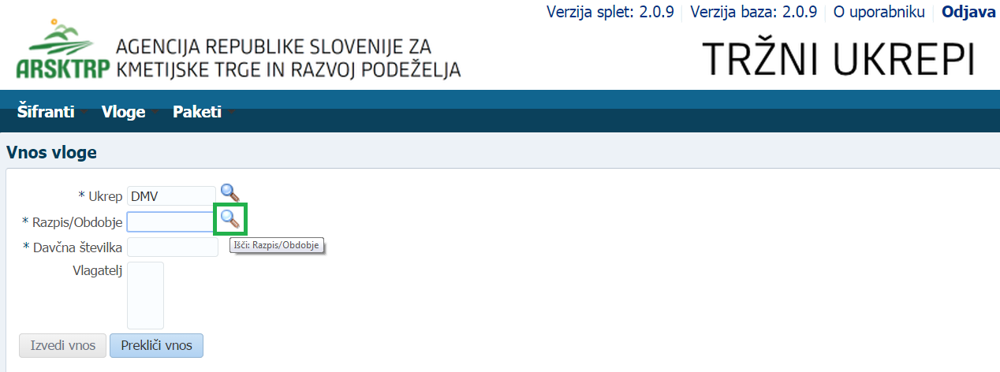 Verzija splet: 2.0.9 Verzija baza: 2.0.9 O uporabniku Odjava
ARSKTRP
AGENCIJA REPUBLIKE SLOVENIJE ZA
KMETIJSKE TRGE IN RAZVOJ PODEŽELJA
TRŽNI UKREPI
Šifranti Vloge Paketi
Vnos vloge
* Ukrep DMV
* Razpis/Obdobje
Išči: Razpis/Obdobje
* Davčna številka
Vlagatelj
Izvedi vnos Prekliči vnos